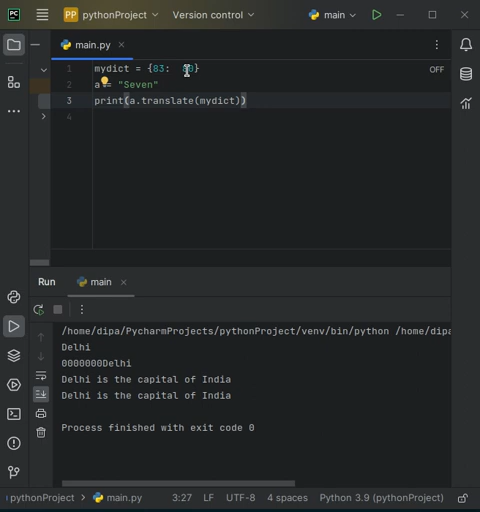 PC
PP pythonProject Version control main
main.py
1 mydict = {83: 80}
OFF
2 a = "Seven"
3 print(a.translate(mydict))
4
Run main
/home/dipa/PycharmProjects/pythonProject/venv/bin/python /home/dipa
Delhi
0000000Delhi
Delhi is the capital of India
Delhi is the capital of India
Process finished with exit code 0
pythonProject main.py 3:27 LF UTF-8 4 spaces Python 3.9 (pythonProject)